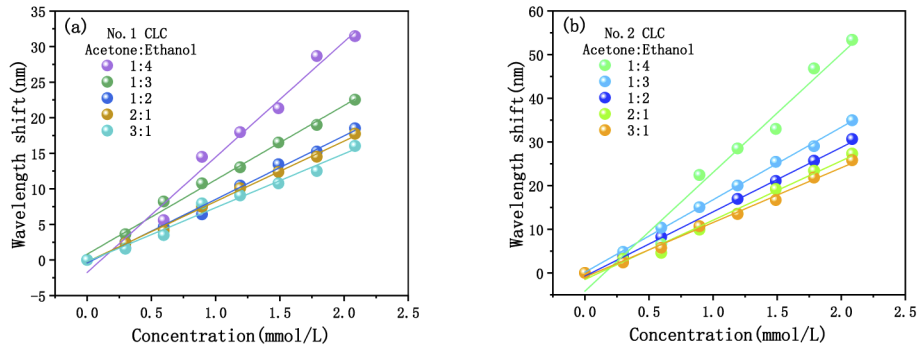 (a)
No.1 CLC
Acetone:Ethanol
1:4
1:3
1:2
2:1
3:1
35
30
25
20
15
10
5
0
-5
Wavelength shift(nm)
0.0 0.5 1.0 1.5 2.0 2.5
Concentration(mmol/L)
(b)
No.2 CLC
Acetone:Ethanol
1:4
1:3
1:2
2:1
3:1
60
50
40
30
20
10
0
Wavelength shift(nm)
0.0 0.5 1.0 1.5 2.0 2.5
Concentration(mmol/L)